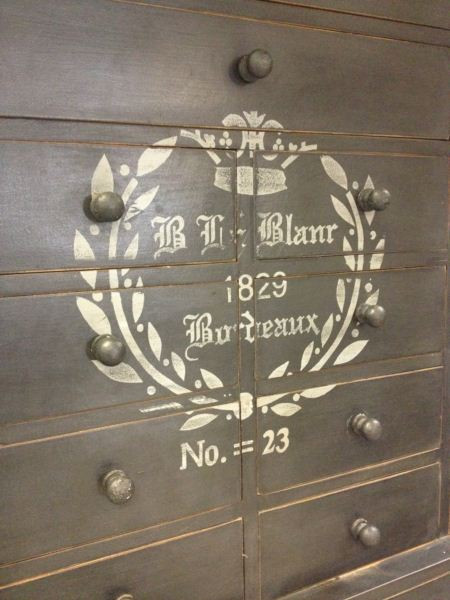 B Le Blanc
1829
Bordeaux
No. = 23